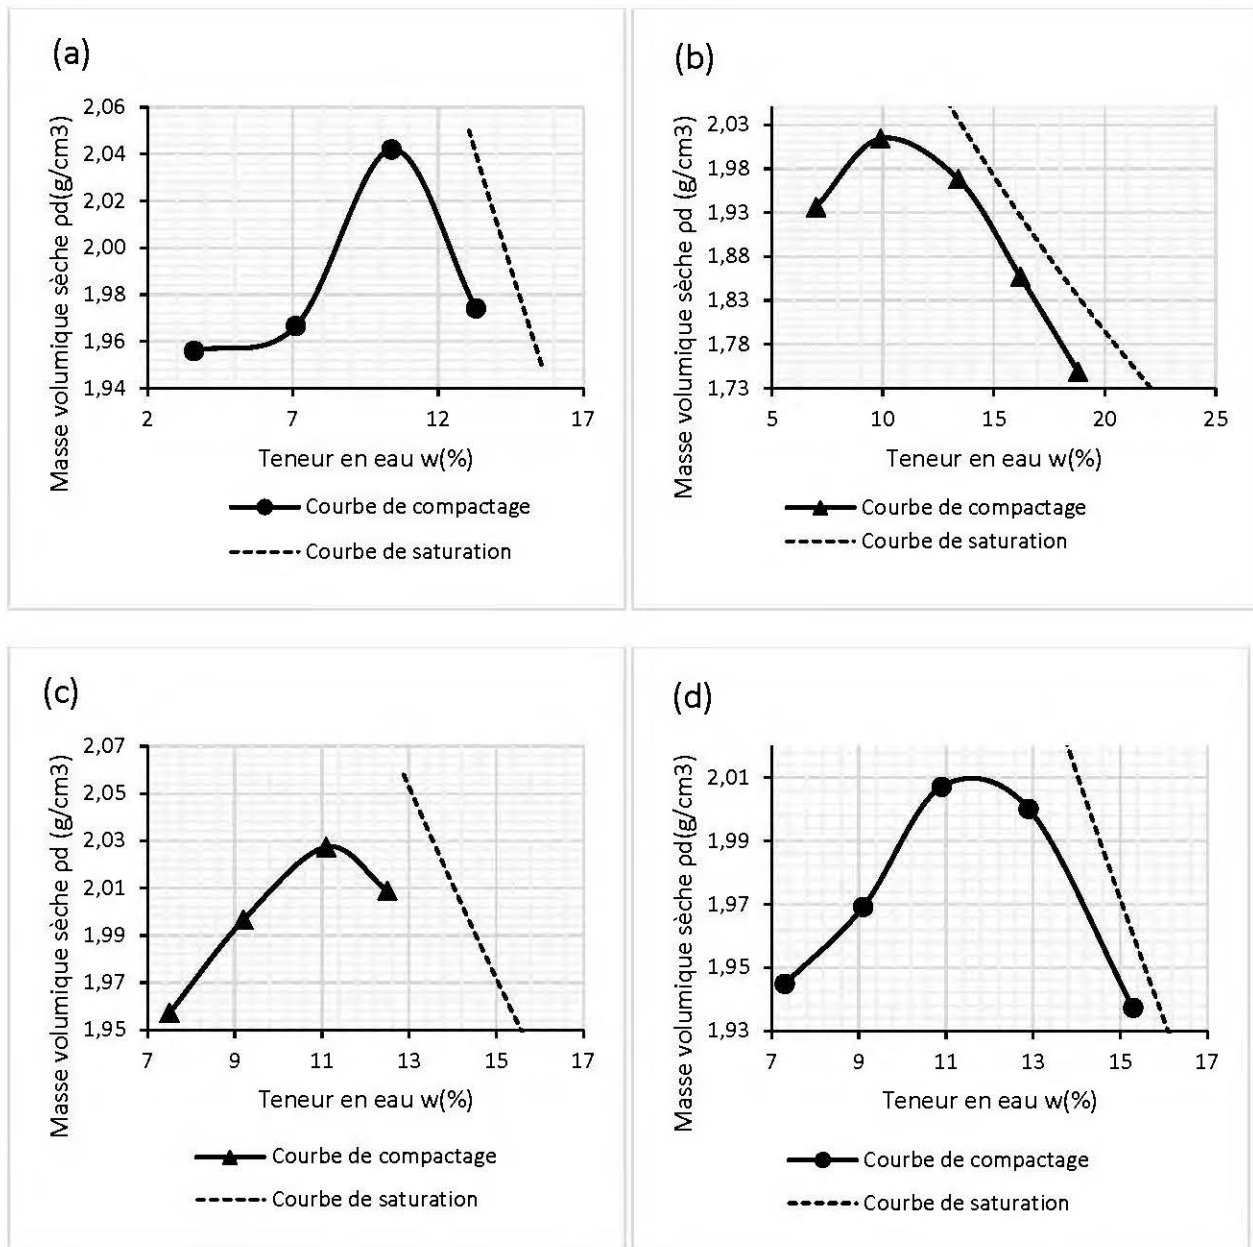 (a)
Masse volumique sèche pd(g/cm3)
2,06
2,04
2,02
2,00
1,98
1,96
1,94
2 7 12 17
Teneur en eau w(%)
Courbe de compactage
Courbe de saturation
(b)
Masse volumique sèche pd (g/cm3)
2,03
1,98
1,93
1,88
1,83
1,78
1,73
5 10 15 20 25
Teneur en eau w(%)
Courbe de compactage
Courbe de saturation
(c)
Masse volumique sèche pd (g/cm3)
2,07
2,05
2,03
2,01
1,99
1,97
1,95
7 9 11 13 15 17
Teneur en eau w(%)
Courbe de compactage
Courbe de saturation
(d)
Masse volumique sèche pd(g/cm3)
2,01
1,99
1,97
1,95
1,93
7 9 11 13 15 17
Teneur en eau w(%)
Courbe de compactage
Courbe de saturation